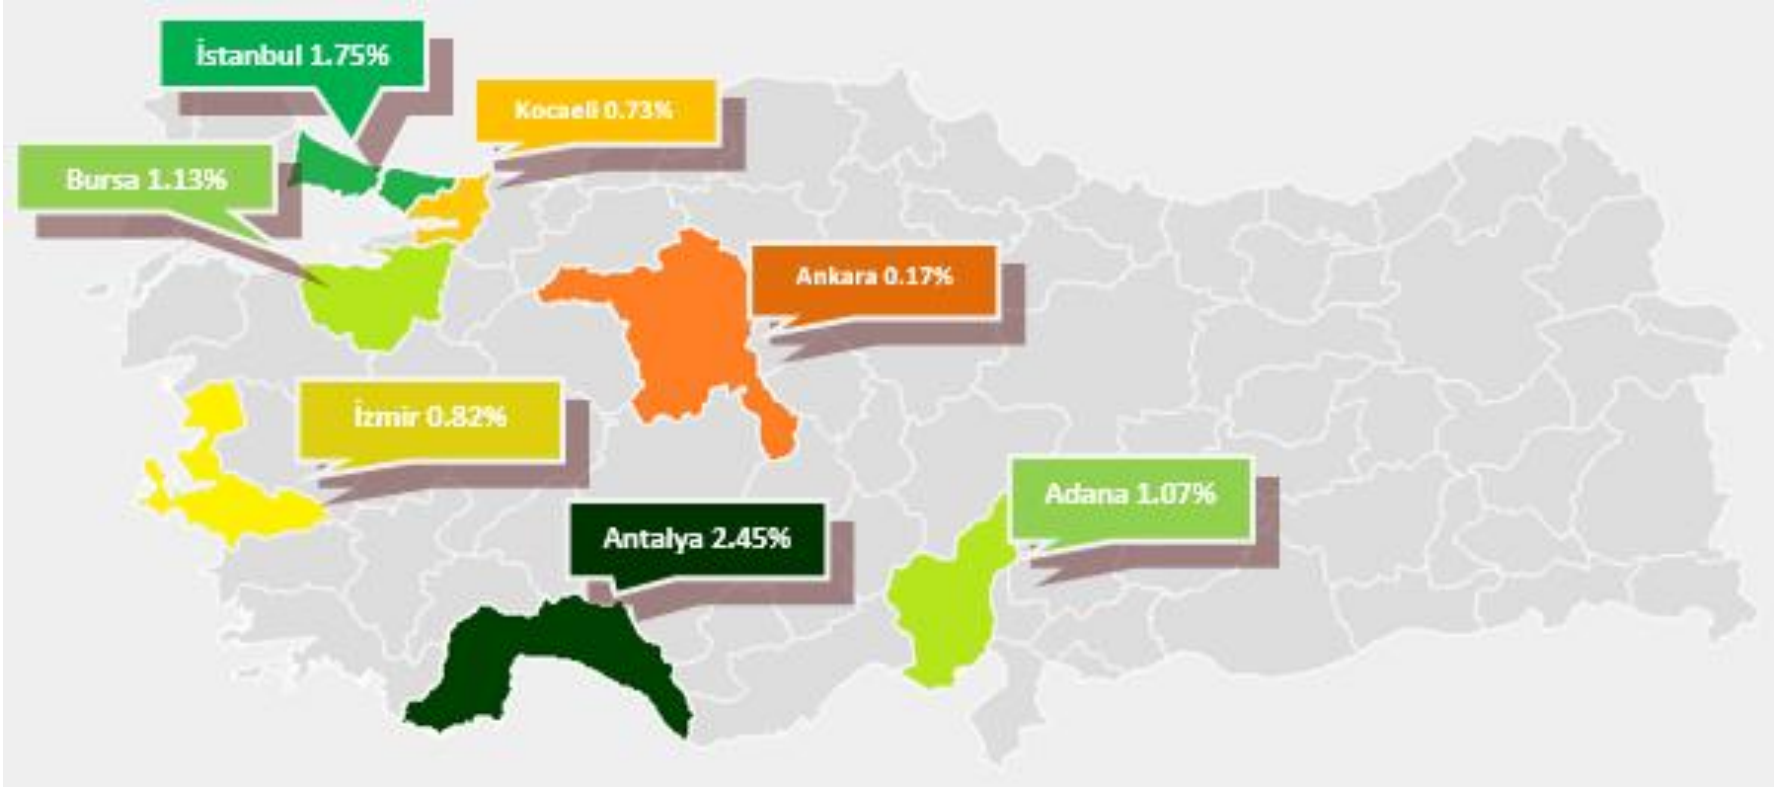 İstanbul 1.75%
Kocaeli 0.73%
Bursa 1.13%
Ankara 0.17%
İzmir 0.82%
Adana 1.07%
Antalya 2.45%